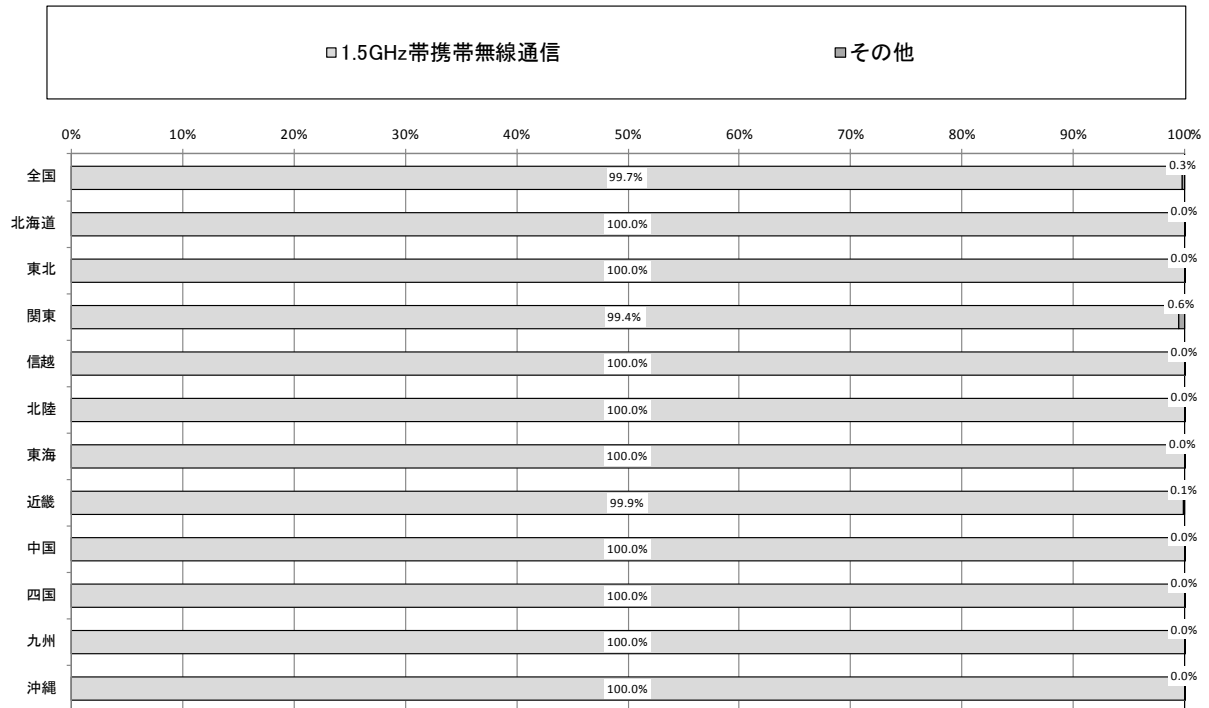 □1.5GHz帯携帯無線通信 ■その他
0% 10% 20% 30% 40% 50% 60% 70% 80% 90% 100%
全国 99.7% 0.3%
北海道 100.0% 0.0%
東北 100.0% 0.0%
関東 99.4% 0.6%
信越 100.0% 0.0%
北陸 100.0% 0.0%
東海 100.0% 0.0%
近畿 99.9% 0.1%
中国 100.0% 0.0%
四国 100.0% 0.0%
九州 100.0% 0.0%
沖縄 100.0% 0.0%